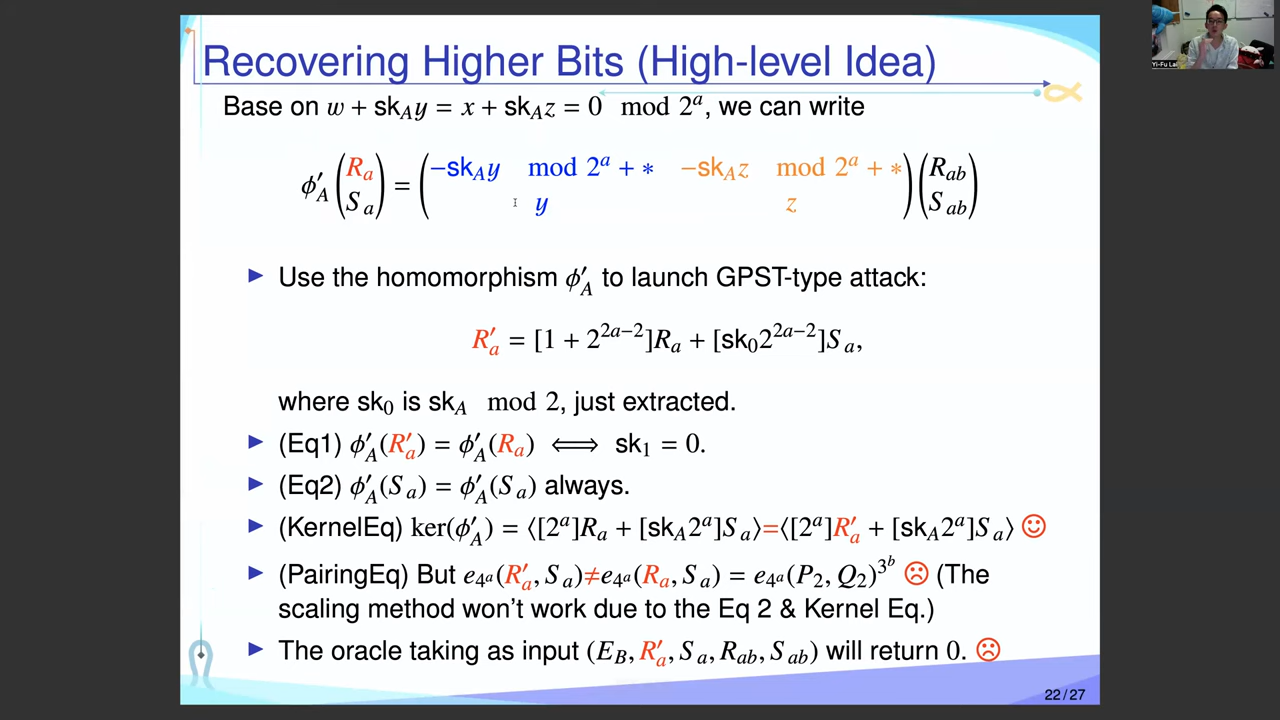 Recovering Higher Bits (High-level Idea)
Base on w + sk_A y = x + sk_A z = 0 mod 2^a, we can write
ϕ′_A (R_a S_a) = (−sk_A y mod 2^a + * −sk_A z mod 2^a + * y z) (R_ab S_ab)
▶ Use the homomorphism ϕ′_A to launch GPST-type attack:
R′_a = [1 + 2^{2a−2}]R_a + [sk_0 2^{2a−2}]S_a,
where sk_0 is sk_A mod 2, just extracted.
▶ (Eq1) ϕ′_A(R′_a) = ϕ′_A(R_a) ⟺ sk_1 = 0.
▶ (Eq2) ϕ′_A(S_a) = ϕ′_A(S_a) always.
▶ (KernelEq) ker(ϕ′_A) = ⟨[2^a]R_a + [sk_A 2^a]S_a⟩=⟨[2^a]R′_a + [sk_A 2^a]S_a⟩ ☺
▶ (PairingEq) But e_{4^a}(R′_a, S_a)≠e_{4^a}(R_a, S_a) = e_{4^a}(P_2, Q_2)^{3^b} ☹ (The
scaling method won't work due to the Eq 2 & Kernel Eq.)
▶ The oracle taking as input (E_B, R′_a, S_a, R_ab, S_ab) will return 0. ☹
22 / 27
Yi-Fu Lai